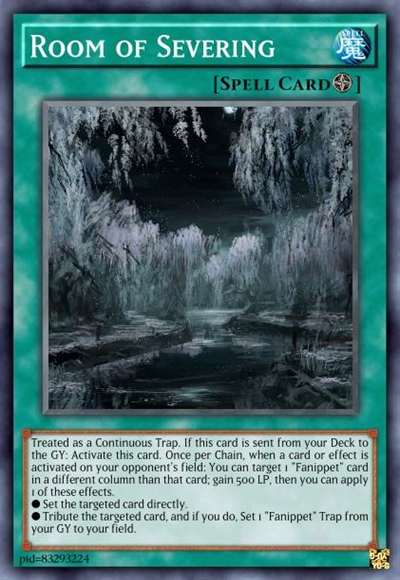 ROOM OF SEVERING
SPELL
魔
[SPELL CARD]
Treated as a Continuous Trap. If this card is sent from your Deck to
the GY: Activate this card. Once per Chain, when a card or effect is
activated on your opponent's field: You can target 1 "Fanippet" card
in a different column than that card; gain 500 LP, then you can apply
1 of these effects.
● Set the targeted card directly.
● Tribute the targeted card, and if you do, Set 1 "Fanippet" Trap from
your GY to your field.
pid=83293224